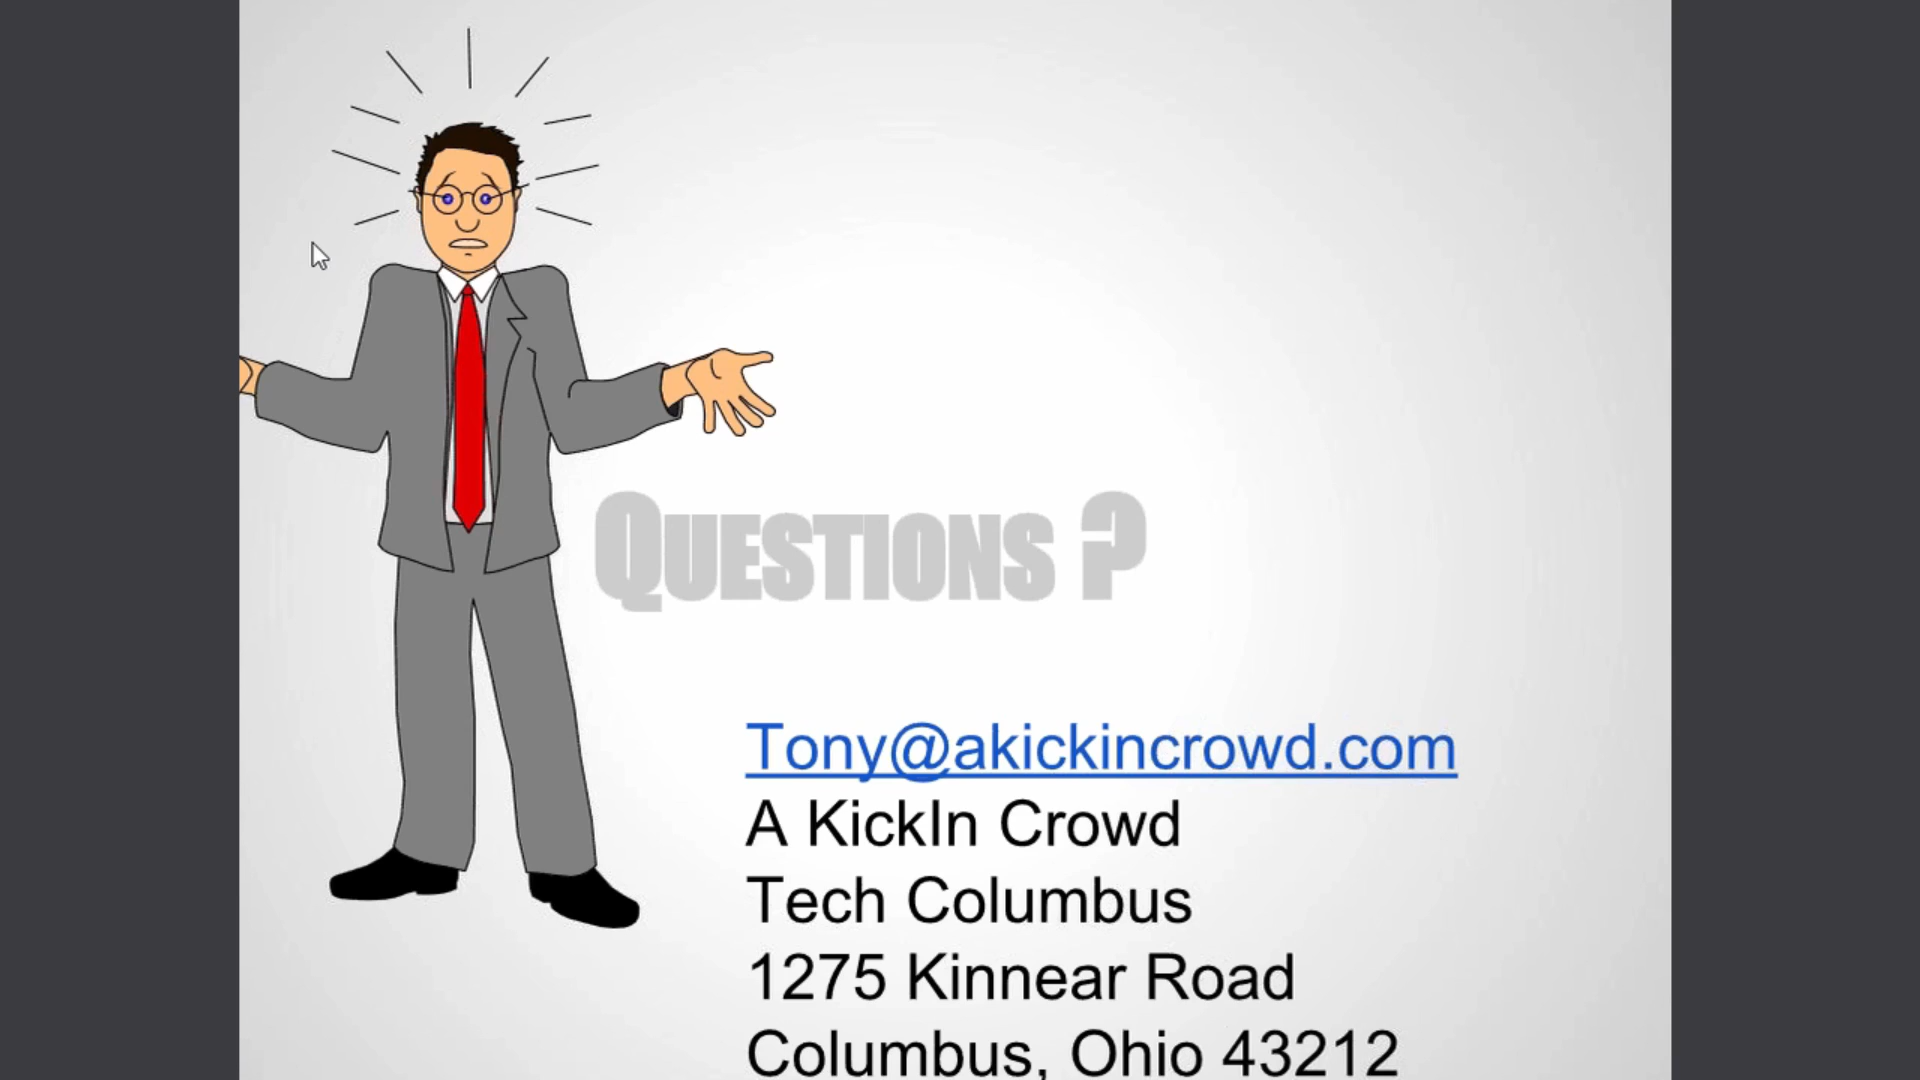 Questions ?
Tony@akickincrowd.com
A KickIn Crowd
Tech Columbus
1275 Kinnear Road
Columbus, Ohio 43212